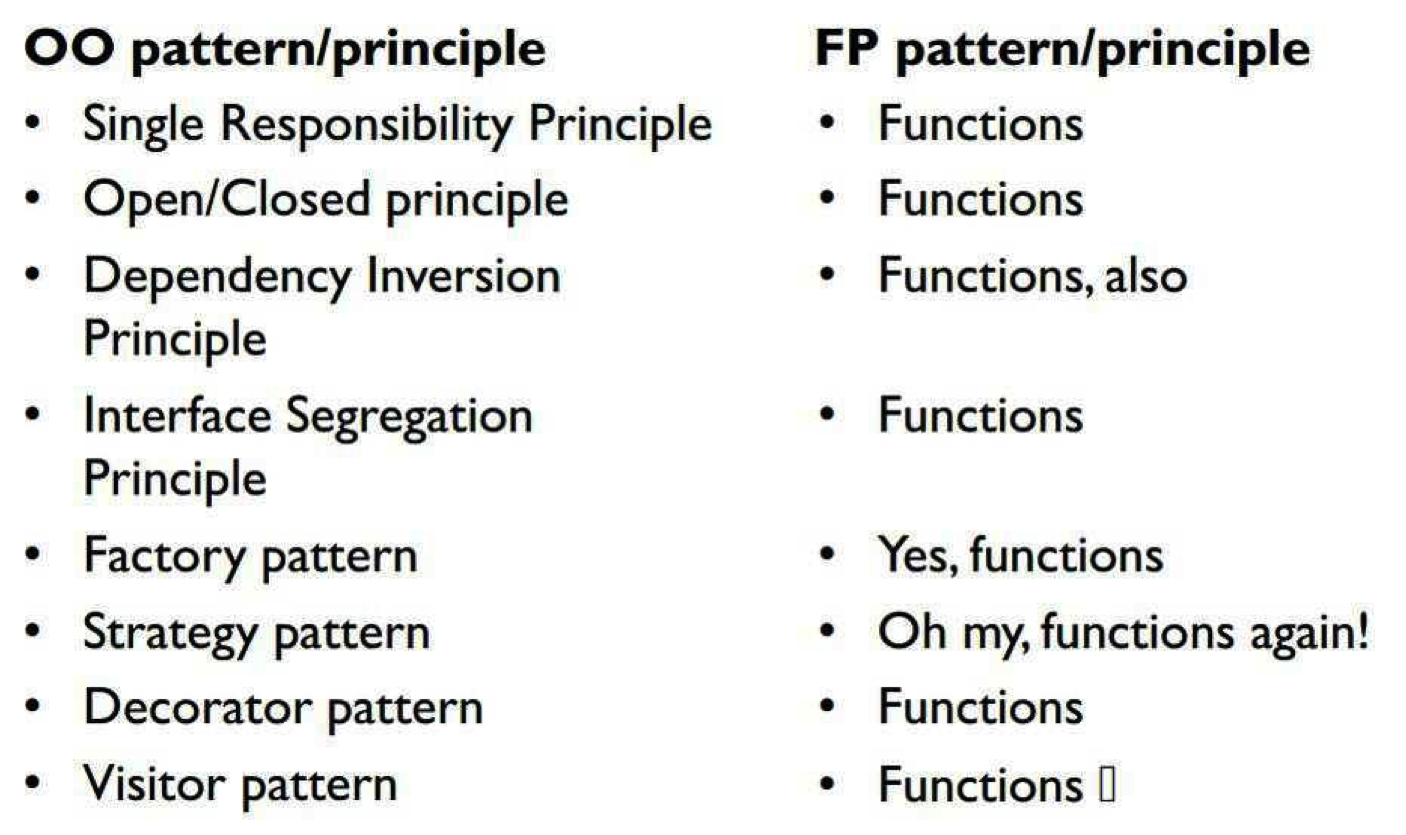 OO pattern/principle
• Single Responsibility Principle
• Open/Closed principle
• Dependency Inversion
Principle
• Interface Segregation
Principle
• Factory pattern
• Strategy pattern
• Decorator pattern
• Visitor pattern
FP pattern/principle
• Functions
• Functions
• Functions, also
• Functions
• Yes, functions
• Oh my, functions again!
• Functions
• Functions ▯